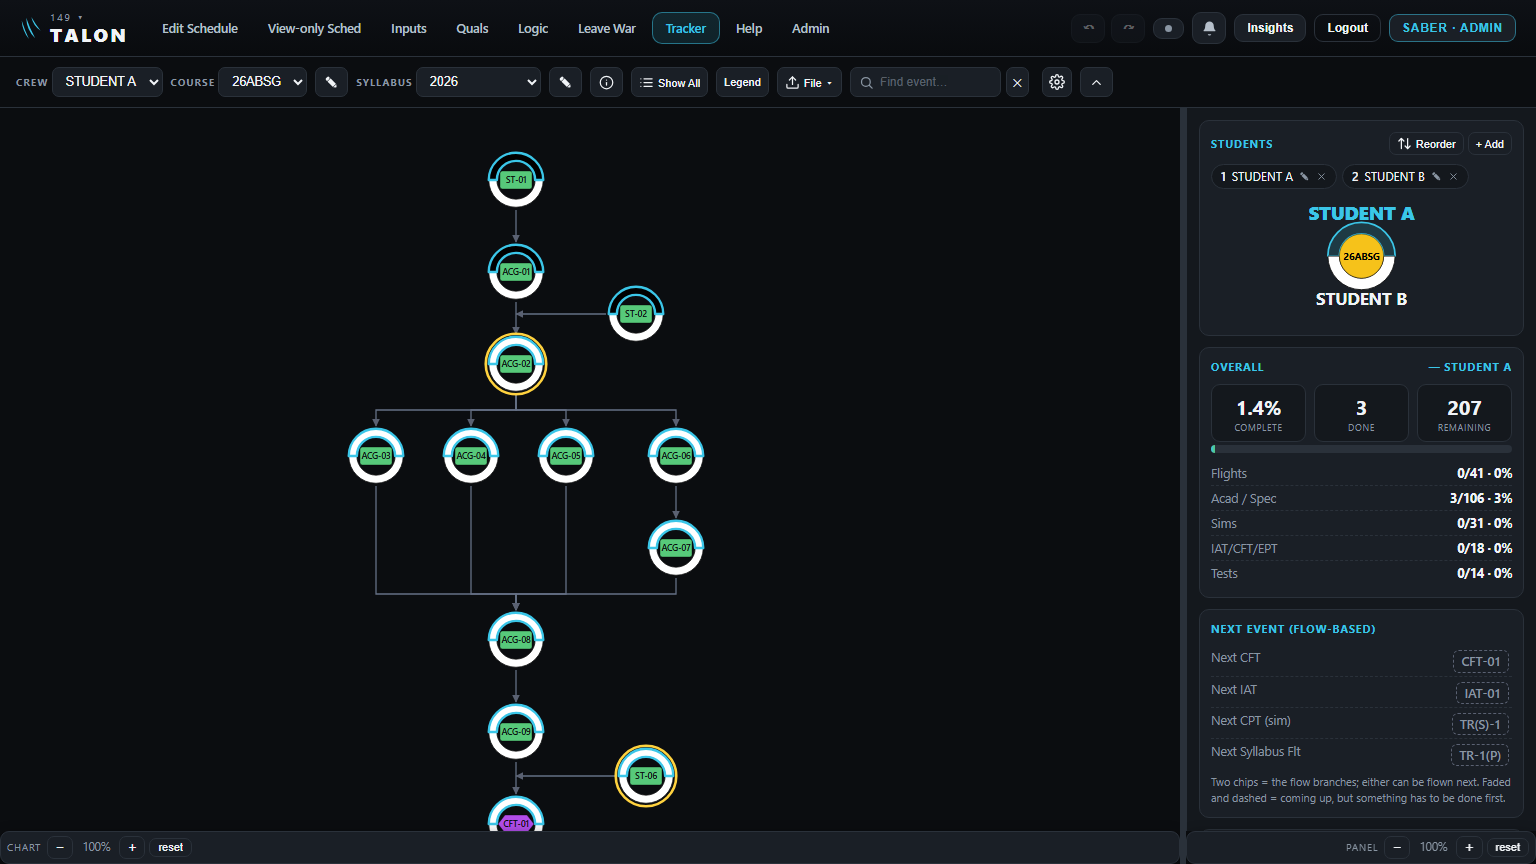 149
TALON
Edit Schedule
View-only Sched
Inputs
Quals
Logic
Leave War
Tracker
Help
Admin
Insights
Logout
SABER · ADMIN
CREW
STUDENT A
COURSE
26ABSG
SYLLABUS
2026
Show All
Legend
File
Find event...
ST-01
ACG-01
ST-02
ACG-02
ACG-03
ACG-04
ACG-05
ACG-06
ACG-07
ACG-08
ACG-09
ST-06
CFT-01
STUDENTS
Reorder
+ Add
1 STUDENT A
2 STUDENT B
STUDENT A
26ABSG
STUDENT B
OVERALL
— STUDENT A
1.4%
COMPLETE
3
DONE
207
REMAINING
Flights
0/41 · 0%
Acad / Spec
3/106 · 3%
Sims
0/31 · 0%
IAT/CFT/EPT
0/18 · 0%
Tests
0/14 · 0%
NEXT EVENT (FLOW-BASED)
Next CFT
CFT-01
Next IAT
IAT-01
Next CPT (sim)
TR(S)-1
Next Syllabus Flt
TR-1(P)
Two chips = the flow branches; either can be flown next. Faded
and dashed = coming up, but something has to be done first.
CHART
−
100%
+
reset
PANEL
−
100%
+
reset